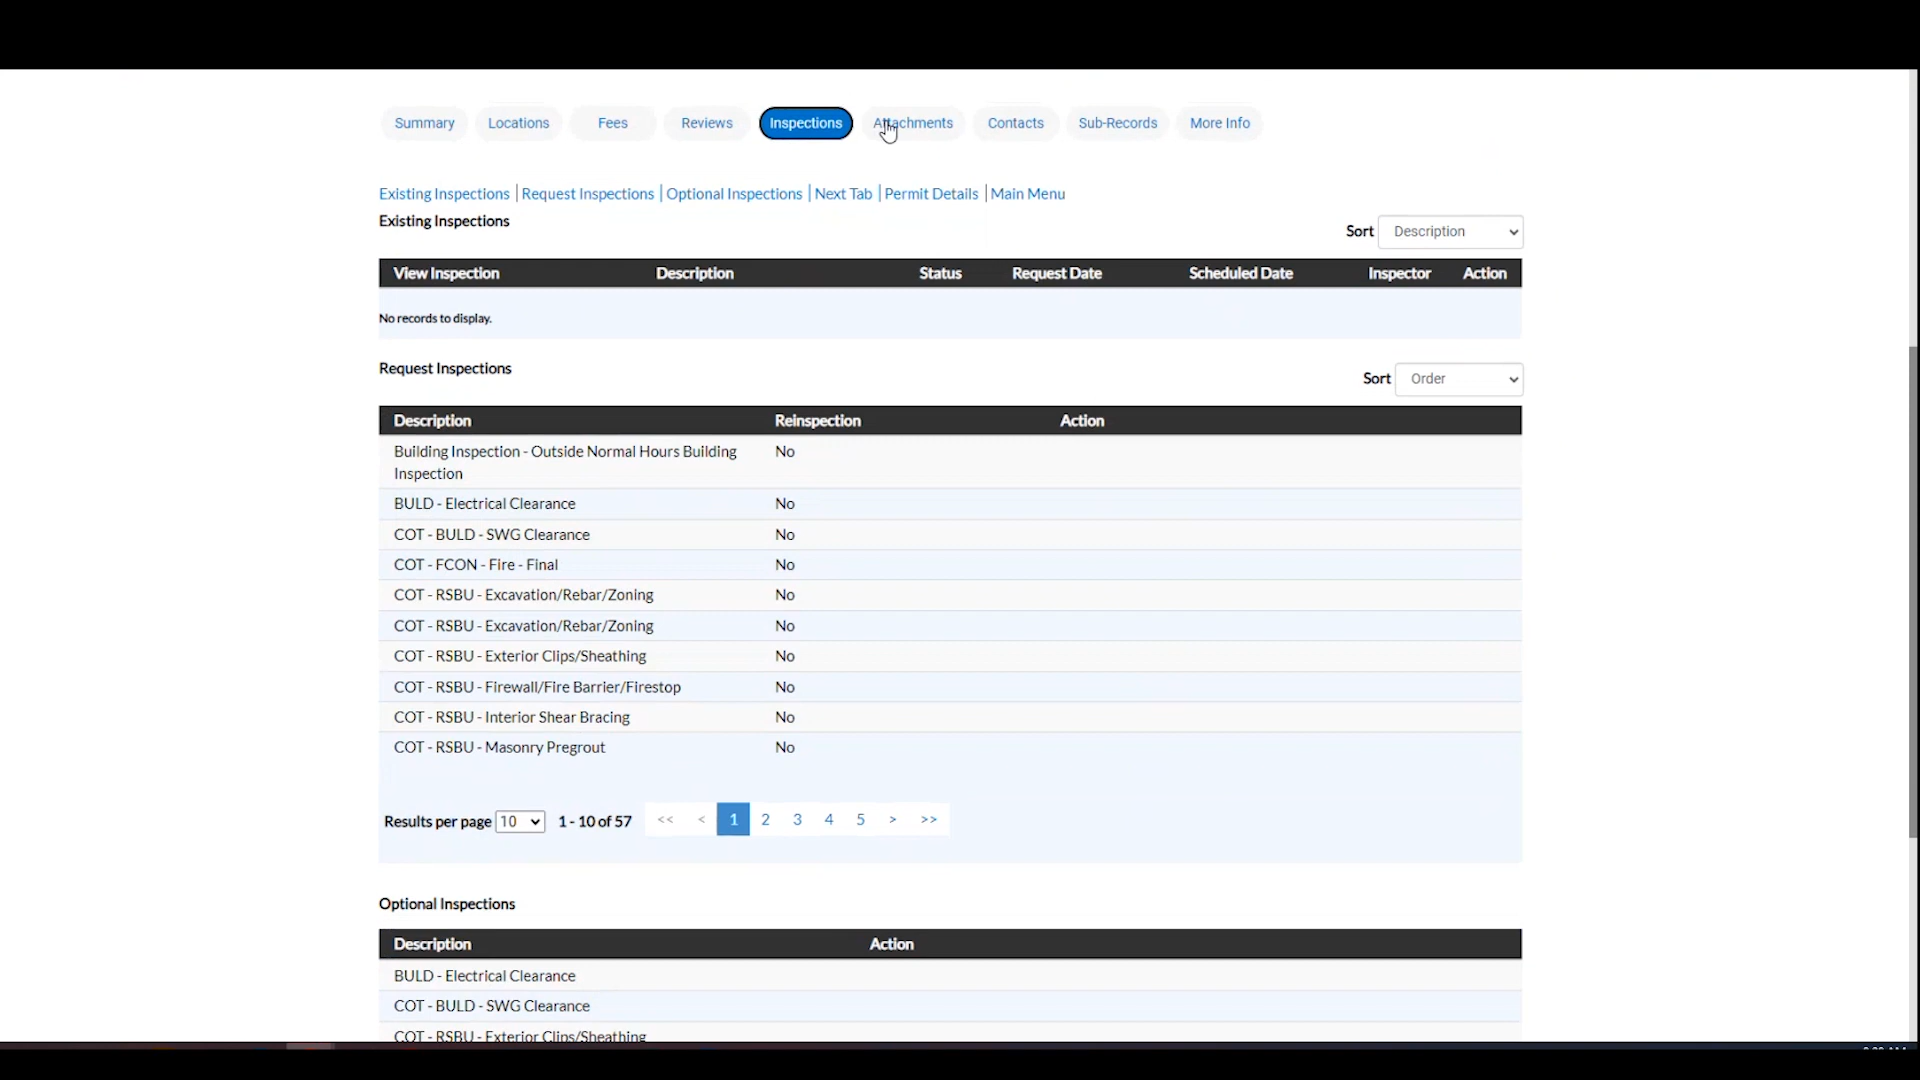 Summary Locations Fees Reviews Inspections Attachments Contacts Sub-Records More Info
Existing Inspections | Request Inspections | Optional Inspections | Next Tab | Permit Details | Main Menu
Existing Inspections
Sort Description
View Inspection Description Status Request Date Scheduled Date Inspector Action
No records to display.
Request Inspections
Sort Order
Description Reinspection Action
Building Inspection - Outside Normal Hours Building No
Inspection
BULD - Electrical Clearance No
COT - BULD - SWG Clearance No
COT - FCON - Fire - Final No
COT - RSBU - Excavation/Rebar/Zoning No
COT - RSBU - Excavation/Rebar/Zoning No
COT - RSBU - Exterior Clips/Sheathing No
COT - RSBU - Firewall/Fire Barrier/Firestop No
COT - RSBU - Interior Shear Bracing No
COT - RSBU - Masonry Pregrout No
Results per page 10 1 - 10 of 57 << < 1 2 3 4 5 > >>
Optional Inspections
Description Action
BULD - Electrical Clearance
COT - BULD - SWG Clearance
COT - RSBU - Exterior Clips/Sheathing